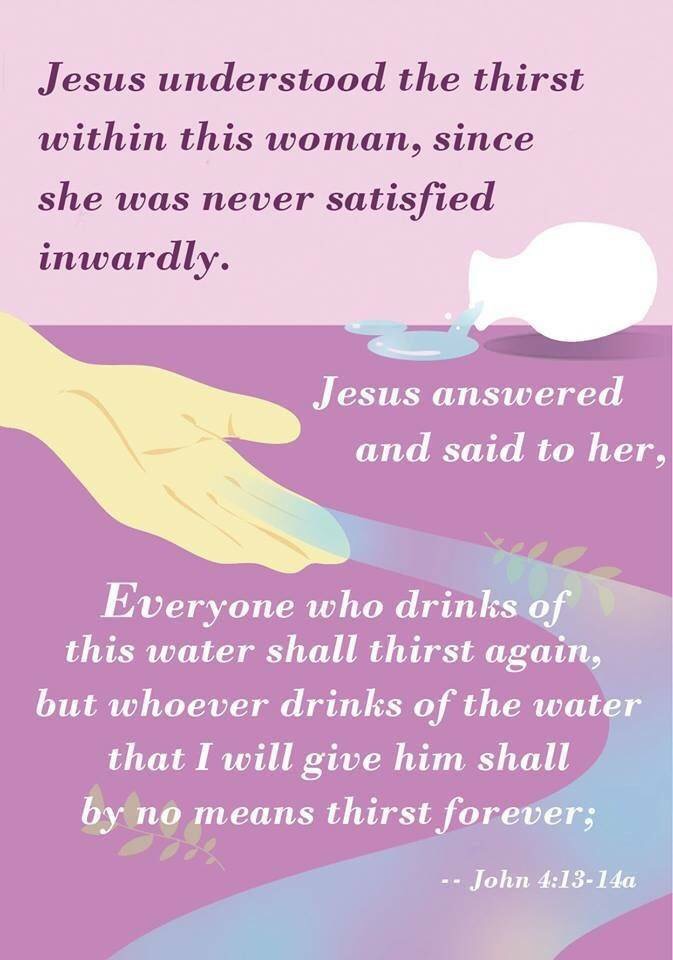 Jesus understood the thirst
within this woman, since
she was never satisfied
inwardly.
Jesus answered
and said to her,
Everyone who drinks of
this water shall thirst again,
but whoever drinks of the water
that I will give him shall
by no means thirst forever;
-- John 4:13-14a